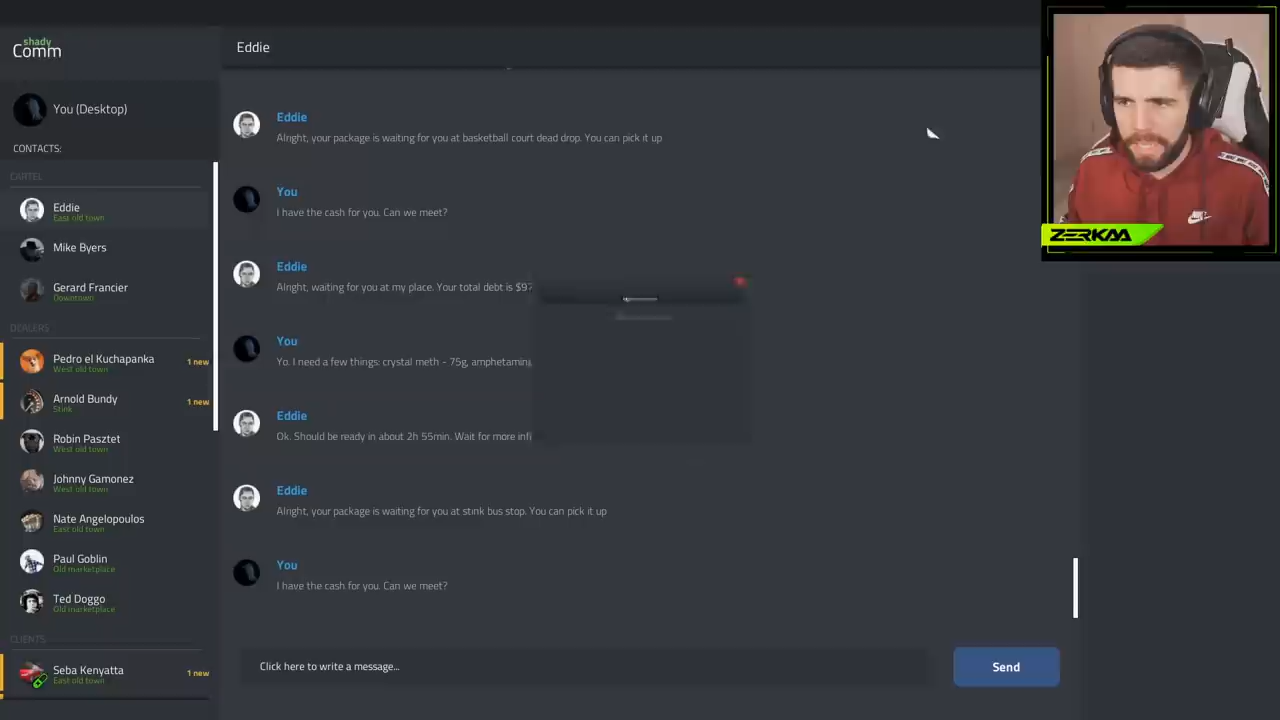 shady
Comm
Eddie
You (Desktop)
CONTACTS:
CARTEL
Eddie
East old town
Mike Byers
Gerard Francier
Downtown
DEALERS
Pedro el Kuchapanka
West old town
1 new
Arnold Bundy
Stink
1 new
Robin Pasztet
West old town
Johnny Gamonez
West old town
Nate Angelopoulos
East old town
Paul Goblin
Old marketplace
Ted Doggo
Old marketplace
CLIENTS
Seba Kenyatta
East old town
1 new
Eddie
Alright, your package is waiting for you at basketball court dead drop. You can pick it up
You
I have the cash for you. Can we meet?
Eddie
Alright, waiting for you at my place. Your total debt is
You
Yo. I need a few things: crystal meth - 75g,
Eddie
Ok. Should be ready in about 2h 55min. Wait for more
Eddie
Alright, your package is waiting for you at stink bus stop. You can pick it up
You
I have the cash for you. Can we meet?
Click here to write a message...
Send
ZERKAA